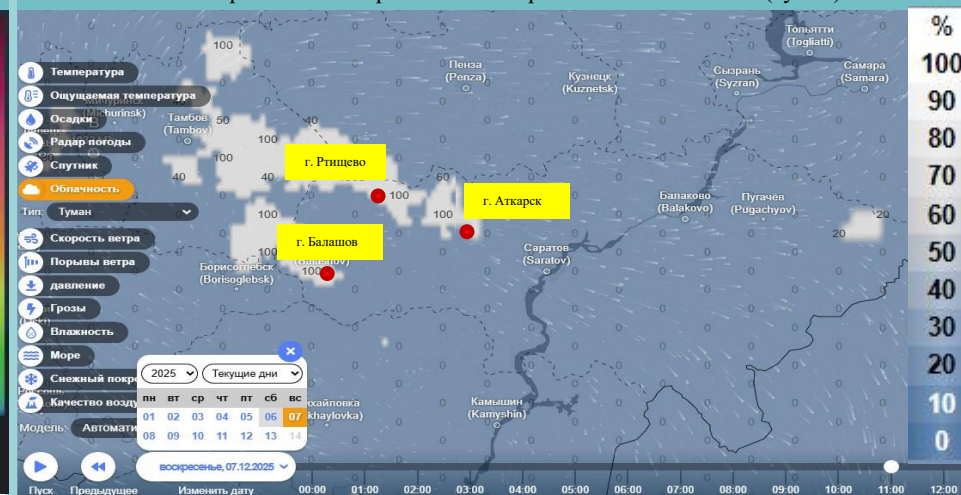 Температура
Ощущаемая температура
Осадки
Радар погоды
Спутник
Облачность
Тип: Туман
Скорость ветра
Порывы ветра
давление
Грозы
Влажность
Море
Снежный покро
Качество возду
Модель: Автомати
2025 Текущие дни
пн вт ср чт пт сб вс
01 02 03 04 05 06 07
08 09 10 11 12 13 14
воскресенье, 07.12.2025
Пуск Предыдущее Изменить дату
00:00 01:00 02:00 03:00 04:00 05:00 06:00 07:00 08:00 09:00 10:00 11:00 12:00
г. Ртищево
г. Аткарск
г. Балашов
Тольятти
(Togliatti)
Пенза
(Penza)
Кузнецк
(Kuznetsk)
Сызрань
(Syzran)
Самара
(Samara)
Тамбов
(Tambov)
Балаково
(Balakovo)
Пугачёв
(Pugachyov)
Саратов
(Saratov)
Борисоглебск
(Borisoglebsk)
Камышин
(Kamyshin)
%
100
90
80
70
60
50
40
30
20
10
0